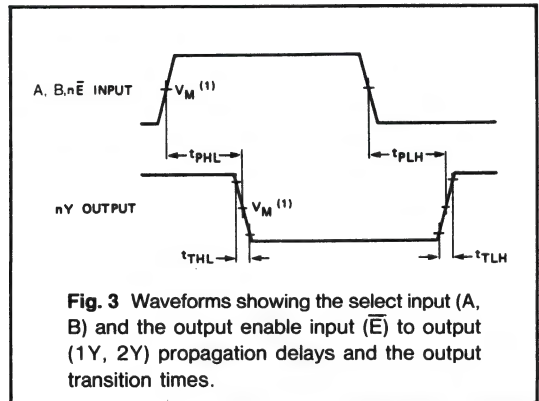 A, B,nE̅ INPUT
V_M (1)
t_PHL
t_PLH
nY OUTPUT
V_M (1)
t_THL
t_TLH
Fig. 3 Waveforms showing the select input (A,
B) and the output enable input (E̅) to output
(1Y, 2Y) propagation delays and the output
transition times.